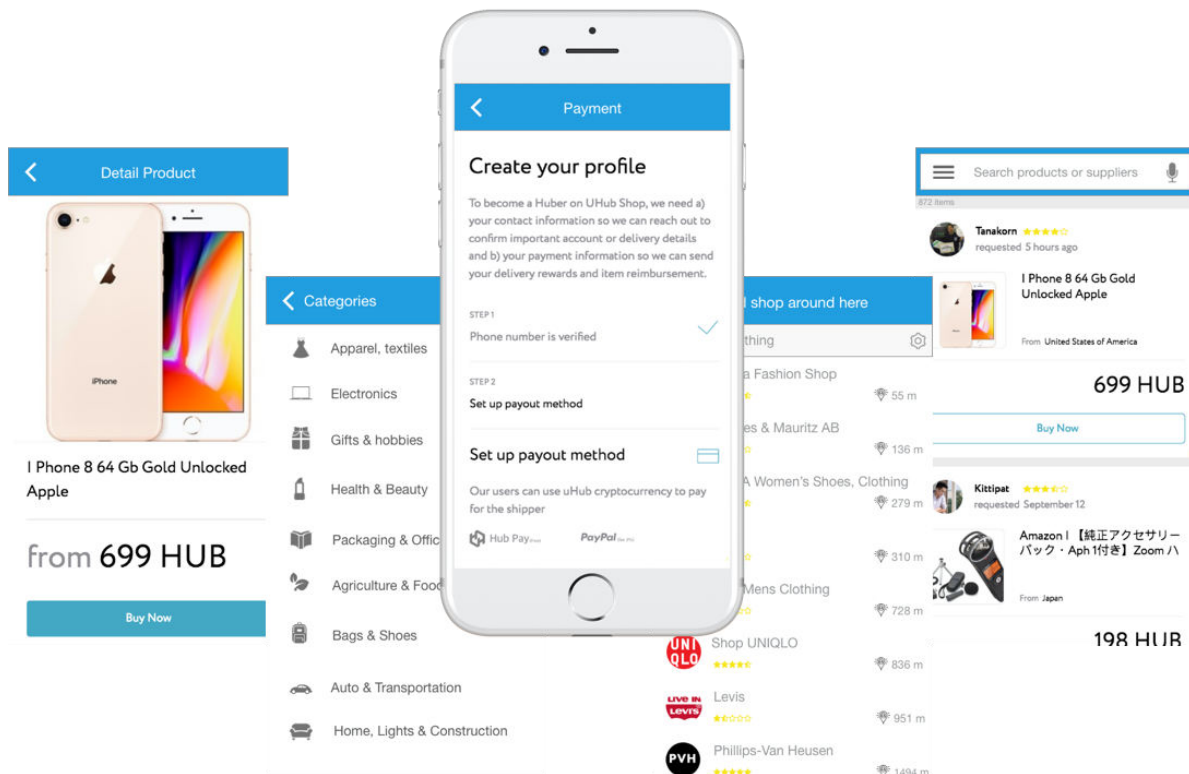 Detail Product
iPhone
I Phone 8 64 Gb Gold Unlocked
Apple
from 699 HUB
Buy Now
Categories
Apparel, textiles
Electronics
Gifts & hobbies
Health & Beauty
Packaging & Offic
Agriculture & Food
Bags & Shoes
Auto & Transportation
Home, Lights & Construction
Payment
Create your profile
To become a Huber on UHub Shop, we need a)
your contact information so we can reach out to
confirm important account or delivery details
and b) your payment information so we can send
your delivery rewards and item reimbursement.
STEP 1
Phone number is verified
STEP 2
Set up payout method
Set up payout method
Our users can use uHub cryptocurrency to pay
for the shipper
Hub Pay
PayPal
shop around here
thing
a Fashion Shop
55 m
es & Mauritz AB
136 m
A Women's Shoes, Clothing
279 m
310 m
Mens Clothing
728 m
UNI
QLO
Shop UNIQLO
836 m
LIVE IN
LEVI'S
Levis
951 m
PVH
Phillips-Van Heusen
1494 m
Search products or suppliers
872 items
Tanakorn
requested 5 hours ago
I Phone 8 64 Gb Gold
Unlocked Apple
From United States of America
699 HUB
Buy Now
Kittipat
requested September 12
Amazon | 【純正アクセサリー
パック・Aph 1付き】Zoom ハ
From Japan
198 HUB